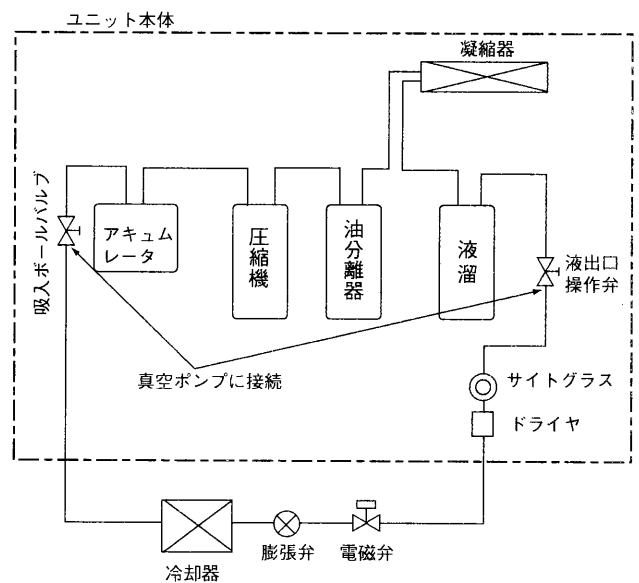 ユニット本体
凝縮器
吸入ボールバルブ
アキュム
レータ
圧縮機
油分離器
液溜
液出口
操作弁
真空ポンプに接続
サイトグラス
ドライヤ
冷却器
膨張弁
電磁弁